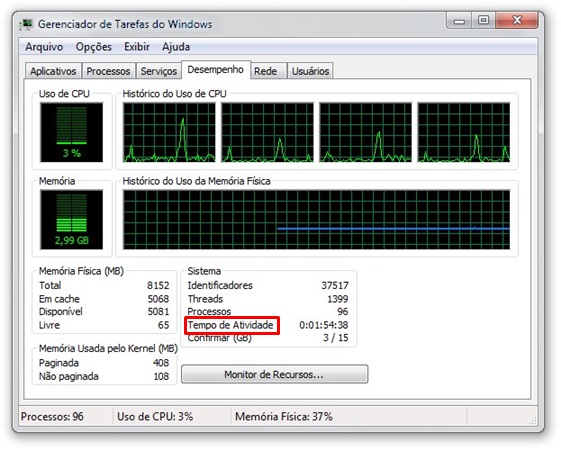 Gerenciador de Tarefas do Windows
Arquivo Opções Exibir Ajuda
Aplicativos Processos Serviços Desempenho Rede Usuários
Uso de CPU Histórico do Uso de CPU
3 %
Memória Histórico do Uso da Memória Física
2,99 GB
Memória Física (MB)
Total 8152
Em cache 5068
Disponível 5081
Livre 65
Memória Usada pelo Kernel (MB)
Paginada 408
Não paginada 108
Sistema
Identificadores 37517
Threads 1399
Processos 96
Tempo de Atividade 0:01:54:38
Confirmar (GB) 3 / 15
Monitor de Recursos...
Processos: 96 Uso de CPU: 3% Memória Física: 37%